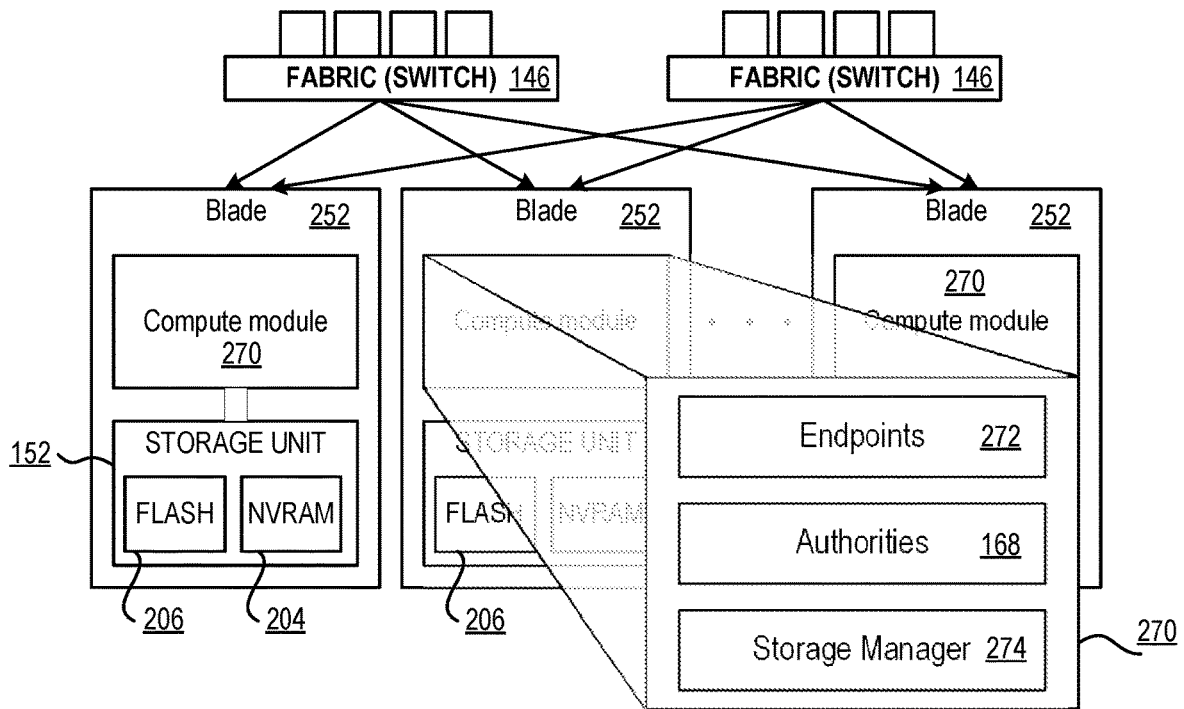 FABRIC (SWITCH) 146
FABRIC (SWITCH) 146
Blade 252
Blade 252
Blade 252
Compute module
270
Compute module
270
Compute module
STORAGE UNIT
152
FLASH
NVRAM
206
204
STORAGE UNIT
FLASH
NVRAM
206
Endpoints 272
Authorities 168
Storage Manager 274
270